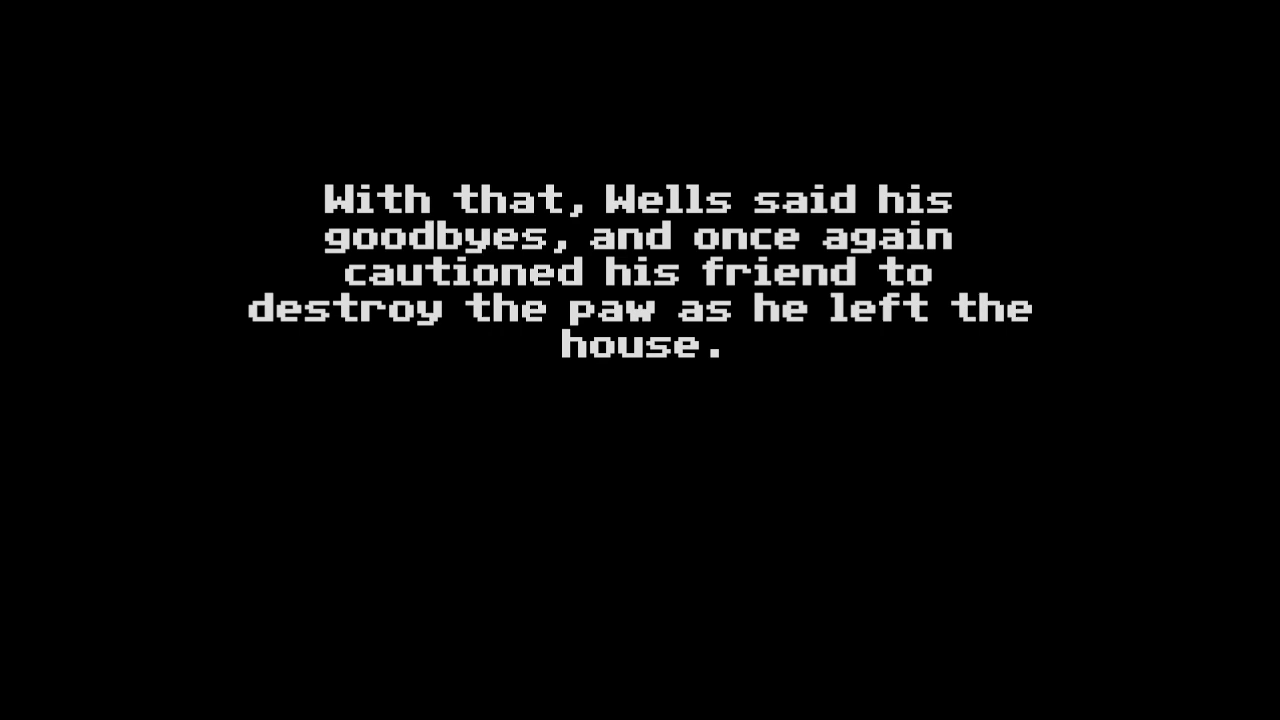 With that, Wells said his
goodbyes, and once again
cautioned his friend to
destroy the paw as he left the
house.